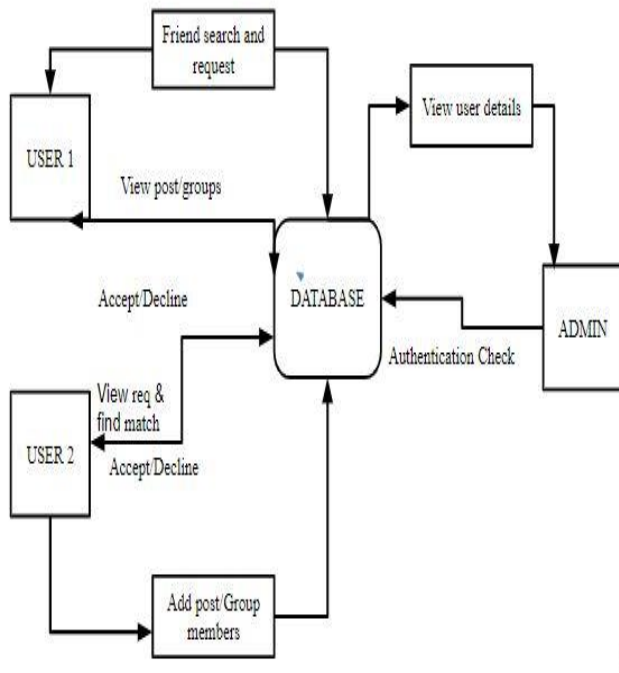 Friend search and
request
View user details
USER 1
View post/groups
DATABASE
Accept/Decline
ADMIN
Authentication Check
View req &
find match
USER 2
Accept/Decline
Add post/Group
members